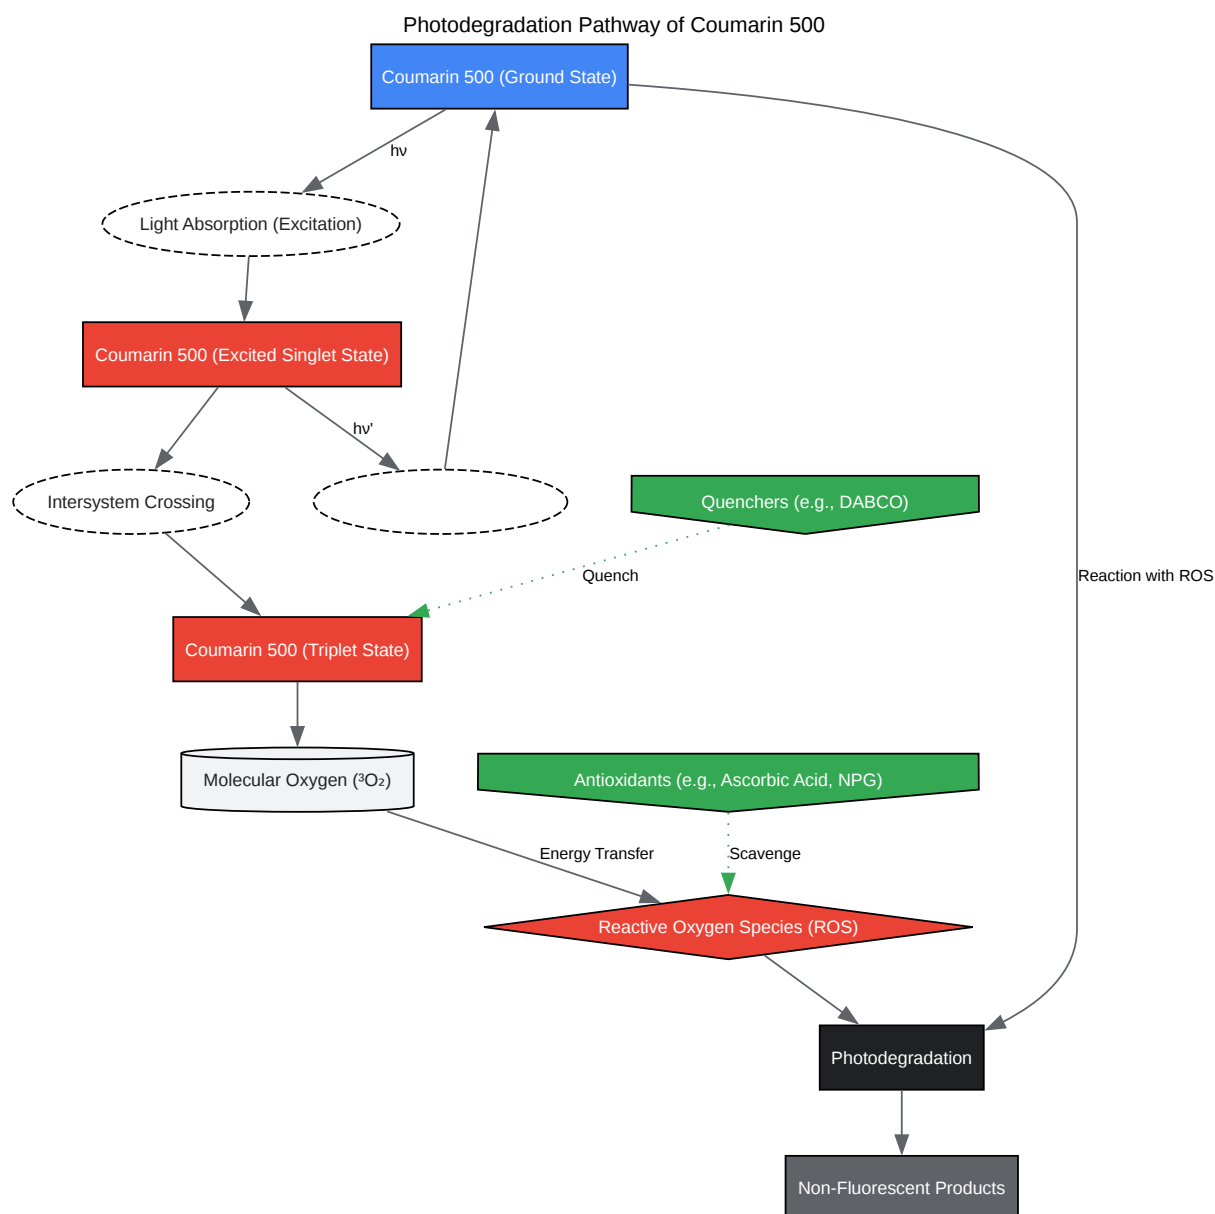 Photodegradation Pathway of Coumarin 500
Coumarin 500 (Ground State)
hν
Light Absorption (Excitation)
Coumarin 500 (Excited Singlet State)
hν'
Intersystem Crossing
Quenchers (e.g., DABCO)
Quench
Reaction with ROS
Coumarin 500 (Triplet State)
Molecular Oxygen (³O₂)
Antioxidants (e.g., Ascorbic Acid, NPG)
Energy Transfer
Scavenge
Reactive Oxygen Species (ROS)
Photodegradation
Non-Fluorescent Products